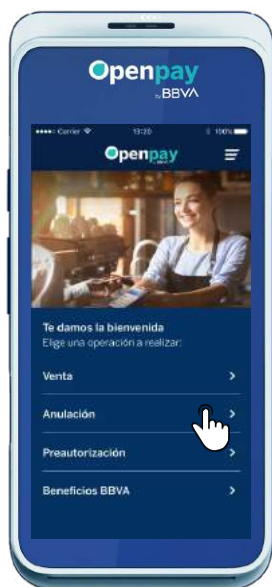 Openpay
by BBVA
Carrier 13:20 100%
Openpay
Te damos la bienvenida
Elige una operación a realizar:
Venta
Anulación
Preautorización
Beneficios BBVA